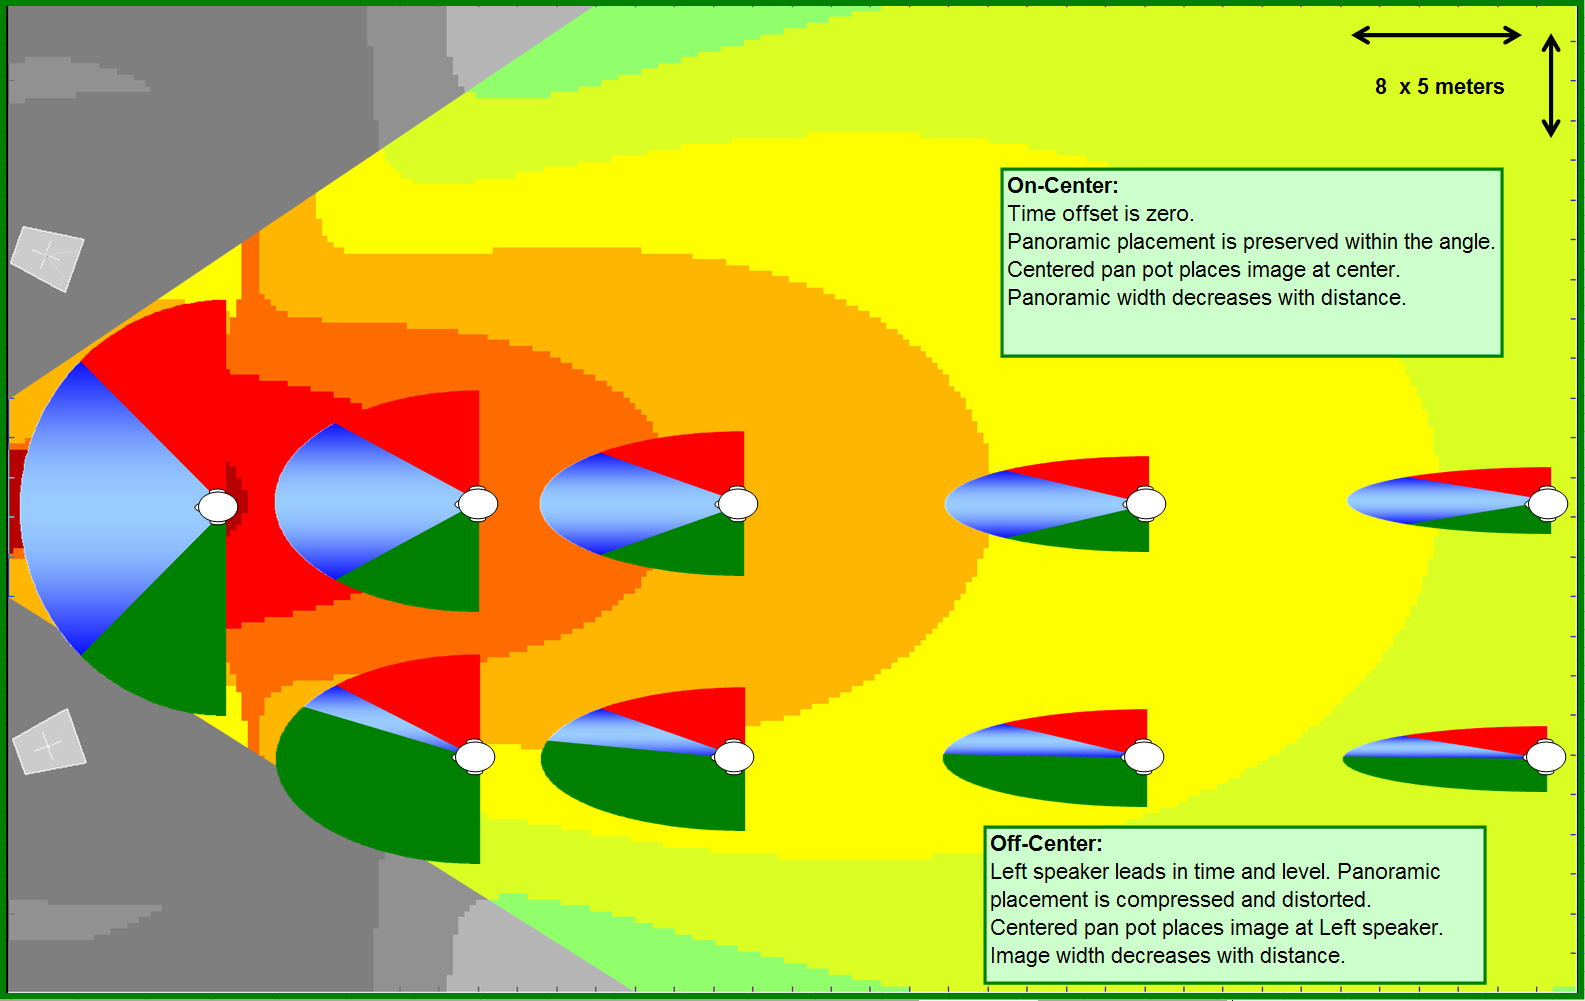 8 x 5 meters
On-Center:
Time offset is zero.
Panoramic placement is preserved within the angle.
Centered pan pot places image at center.
Panoramic width decreases with distance.
Off-Center:
Left speaker leads in time and level. Panoramic
placement is compressed and distorted.
Centered pan pot places image at Left speaker.
Image width decreases with distance.